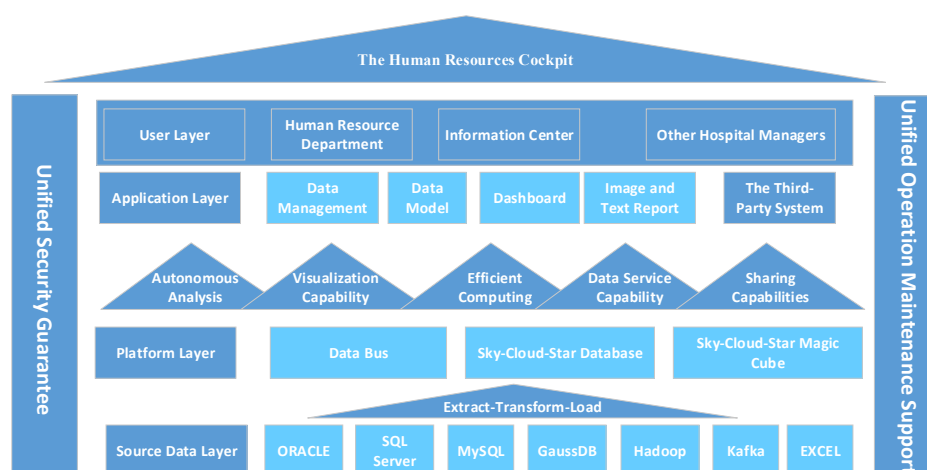 The Human Resources Cockpit
Unified Security Guarantee
User Layer
Human Resource
Department
Information Center
Other Hospital Managers
Application Layer
Data
Management
Data
Model
Dashboard
Image and
Text Report
The Third-
Party System
Autonomous
Analysis
Visualization
Capability
Efficient
Computing
Data Service
Capability
Sharing
Capabilities
Platform Layer
Data Bus
Sky-Cloud-Star Database
Sky-Cloud-Star Magic
Cube
Extract-Transform-Load
Source Data Layer
ORACLE
SQL
Server
MySQL
GaussDB
Hadoop
Kafka
EXCEL
Unified Operation Maintenance Support